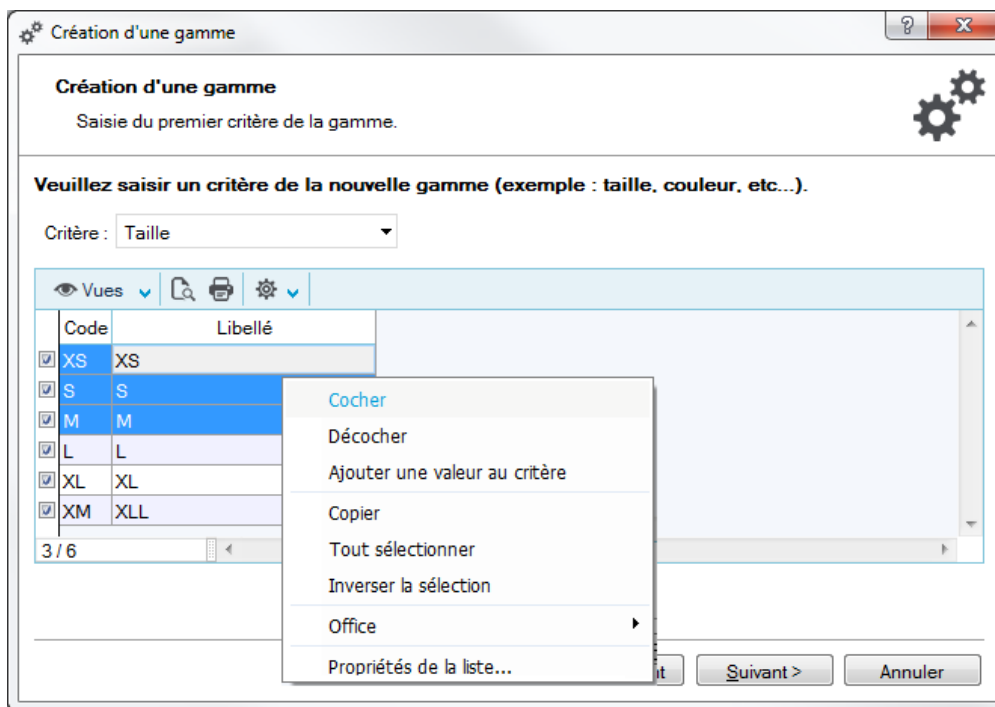 Création d'une gamme
?
Création d'une gamme
Saisie du premier critère de la gamme.
Veuillez saisir un critère de la nouvelle gamme (exemple : taille, couleur, etc...).
Critère : Taille
Vues
Code Libellé
XS XS
S S
M M
L L
XL XL
XM XLL
3 / 6
Cocher
Décocher
Ajouter une valeur au critère
Copier
Tout sélectionner
Inverser la sélection
Office
Propriétés de la liste...
Suivant >
Annuler